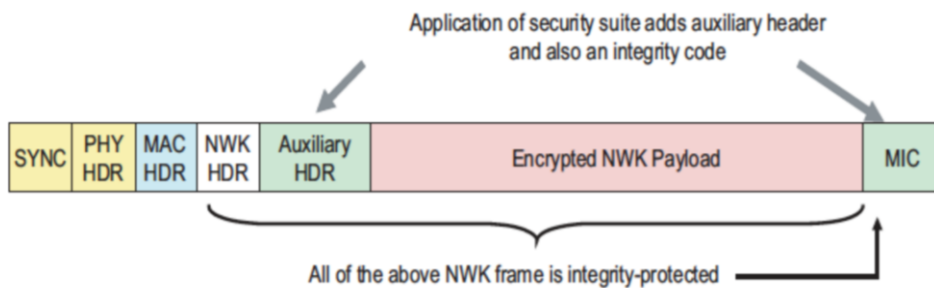 Application of security suite adds auxiliary header
and also an integrity code
SYNC
PHY
HDR
MAC
HDR
NWK
HDR
Auxiliary
HDR
Encrypted NWK Payload
MIC
All of the above NWK frame is integrity-protected